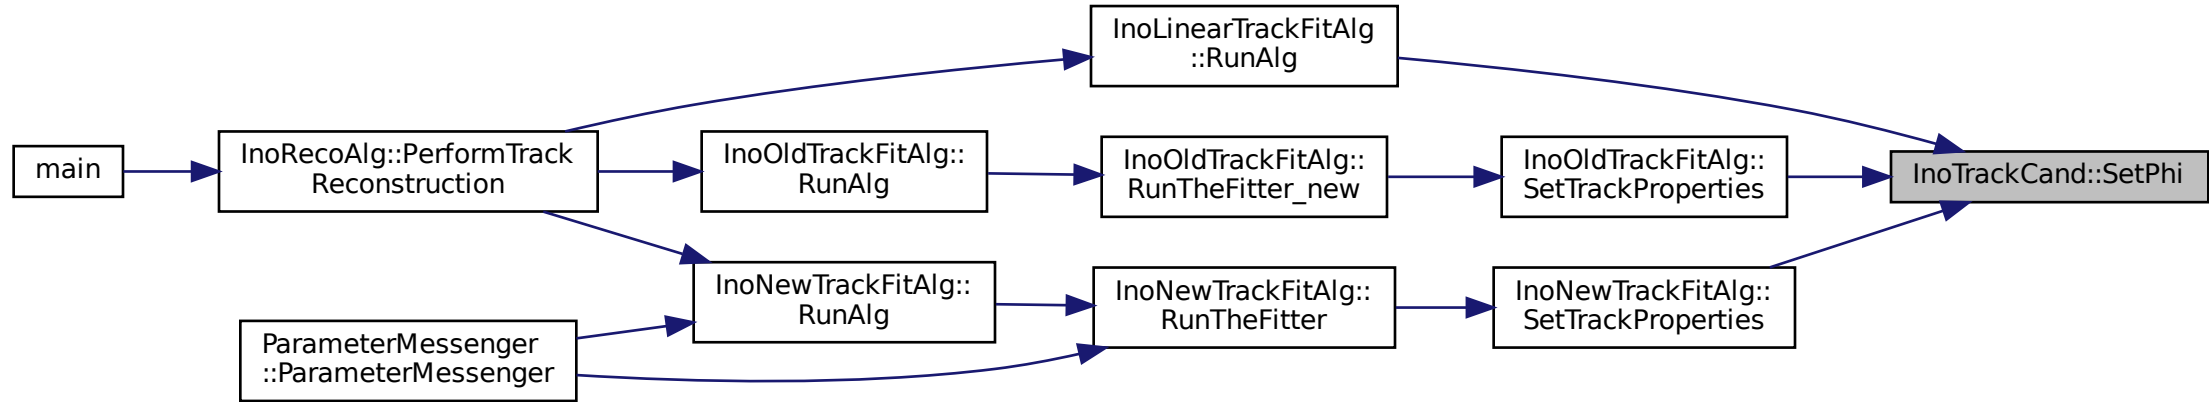 main
InoRecoAlg::PerformTrack
Reconstruction
ParameterMessenger
::ParameterMessenger
InoOldTrackFitAlg::
RunAlg
InoNewTrackFitAlg::
RunAlg
InoLinearTrackFitAlg
::RunAlg
InoOldTrackFitAlg::
RunTheFitter_new
InoNewTrackFitAlg::
RunTheFitter
InoOldTrackFitAlg::
SetTrackProperties
InoNewTrackFitAlg::
SetTrackProperties
InoTrackCand::SetPhi